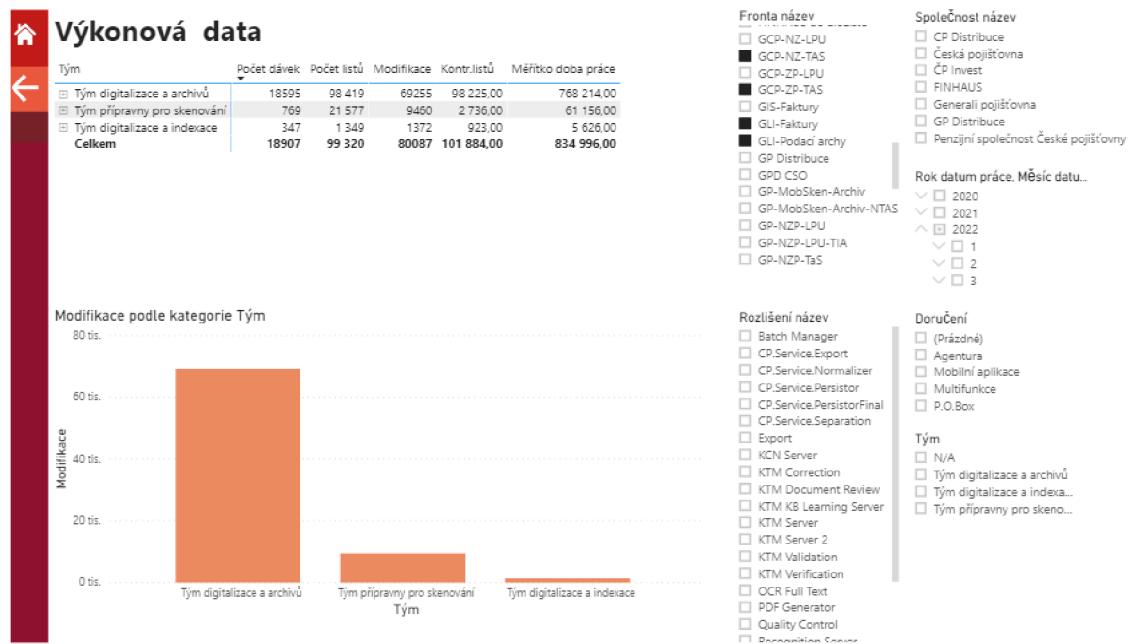 Výkonová data
Tým Počet dávek Počet listů Modifikace Kontr.listů Měřítko doba práce
Tým digitalizace a archivů 18595 98 419 69255 98 225,00 768 214,00
Tým přípravny pro skenování 769 21 577 9460 2 736,00 61 156,00
Tým digitalizace a indexace 347 1 349 1372 923,00 5 626,00
Celkem 18907 99 320 80087 101 884,00 834 996,00
Modifikace podle kategorie Tým
80 tis.
60 tis.
40 tis.
20 tis.
0 tis.
Modifikace
Tým digitalizace a archivů
Tým přípravny pro skenování
Tým digitalizace a indexace
Tým
Fronta název
GCP-NZ-LPU
GCP-NZ-TAS
GCP-ZP-LPU
GCP-ZP-TAS
GIS-Faktury
GLI-Faktury
GLI-Podací archy
GP Distribuce
GPD CSO
GP-MobSken-Archiv
GP-MobSken-Archiv-NTAS
GP-NZP-LPU
GP-NZP-LPU-TIA
GP-NZP-TaS
Společnost název
CP Distribuce
Česká pojišťovna
ČP Invest
FINHAUS
Generali pojišťovna
GP Distribuce
Penzijní společnost České pojišťovny
Rok datum práce, Měsíc datu...
2020
2021
2022
1
2
3
Rozlišení název
Batch Manager
CP.Service.Export
CP.Service.Normalizer
CP.Service.Persistor
CP.Service.PersistorFinal
CP.Service.Separation
Export
KCN Server
KTM Correction
KTM Document Review
KTM KB Learning Server
KTM Server
KTM Server 2
KTM Validation
KTM Verification
OCR Full Text
PDF Generator
Quality Control
Recognition Server
Doručení
(Prázdné)
Agentura
Mobilní aplikace
Multifunkce
P.O.Box
Tým
N/A
Tým digitalizace a archivů
Tým digitalizace a indexa...
Tým přípravny pro skeno...